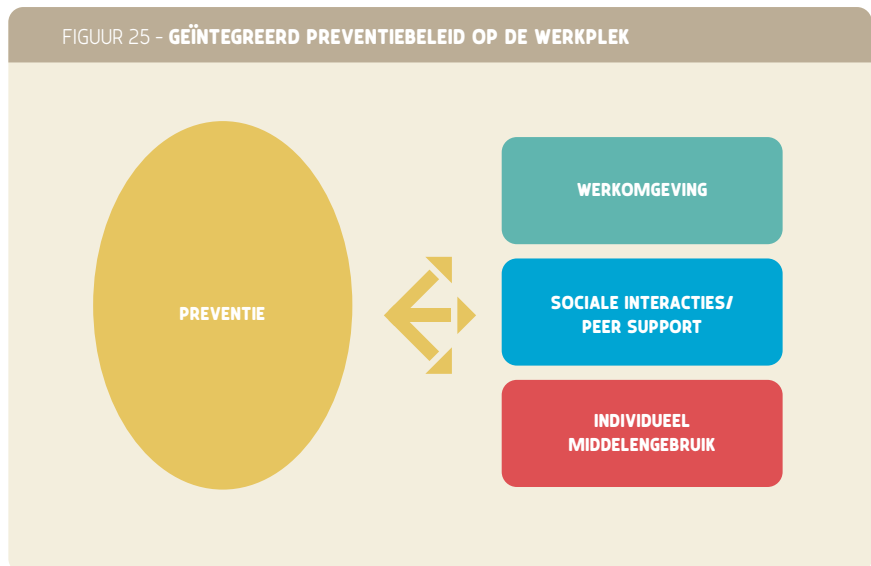 FIGUUR 25 - GEÏNTEGREERD PREVENTIEBELEID OP DE WERKPLEK
PREVENTIE
WERKOMGEVING
SOCIALE INTERACTIES/
PEER SUPPORT
INDIVIDUEEL
MIDDELENGEBRUIK